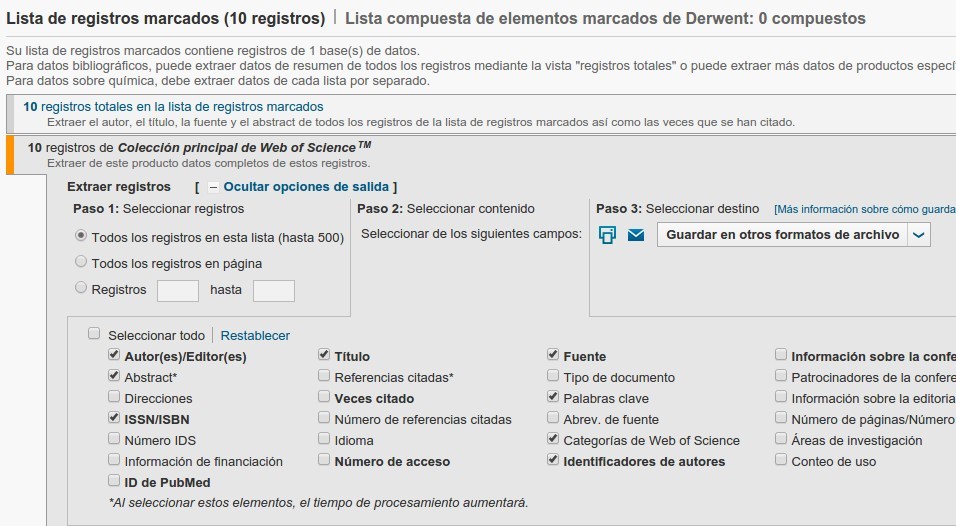 Lista de registros marcados (10 registros) | Lista compuesta de elementos marcados de Derwent: 0 compuestos
Su lista de registros marcados contiene registros de 1 base(s) de datos.
Para datos bibliográficos, puede extraer datos de resumen de todos los registros mediante la vista "registros totales" o puede extraer más datos de productos específ
Para datos sobre química, debe extraer datos de cada lista por separado.
10 registros totales en la lista de registros marcados
Extraer el autor, el título, la fuente y el abstract de todos los registros de la lista de registros marcados así como las veces que se han citado.
10 registros de Colección principal de Web of Science™
Extraer de este producto datos completos de estos registros.
Extraer registros [ – Ocultar opciones de salida ]
Paso 1: Seleccionar registros Paso 2: Seleccionar contenido Paso 3: Seleccionar destino [Más información sobre cómo guarda
Todos los registros en esta lista (hasta 500) Seleccionar de los siguientes campos: Guardar en otros formatos de archivo
Todos los registros en página
Registros hasta
Seleccionar todo | Restablecer
Autor(es)/Editor(es) Título Fuente Información sobre la confe
Abstract* Referencias citadas* Tipo de documento Patrocinadores de la confere
Direcciones Veces citado Palabras clave Información sobre la editoria
ISSN/ISBN Número de referencias citadas Abrev. de fuente Número de páginas/Número
Número IDS Idioma Categorías de Web of Science Áreas de investigación
Información de financiación Número de acceso Identificadores de autores Conteo de uso
ID de PubMed
*Al seleccionar estos elementos, el tiempo de procesamiento aumentará.